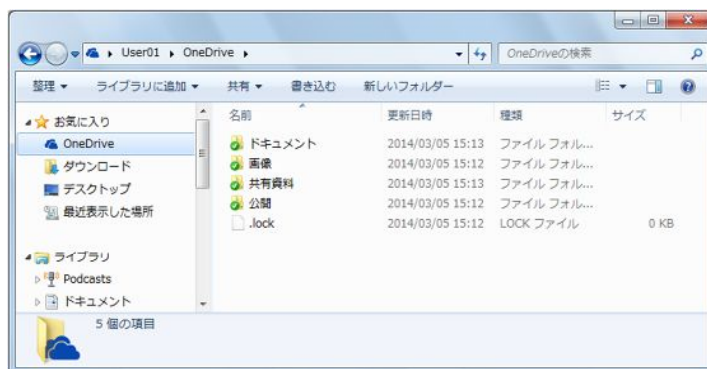 User01 OneDrive
OneDriveの検索
整理 ライブラリに追加 共有 書き込む 新しいフォルダー
お気に入り
OneDrive
ダウンロード
デスクトップ
最近表示した場所
ライブラリ
Podcasts
ドキュメント
名前 更新日時 種類 サイズ
ドキュメント 2014/03/05 15:13 ファイル フォル...
画像 2014/03/05 15:12 ファイル フォル...
共有資料 2014/03/05 15:13 ファイル フォル...
公開 2014/03/05 15:12 ファイル フォル...
.lock 2014/03/05 15:12 LOCK ファイル 0 KB
5 個の項目